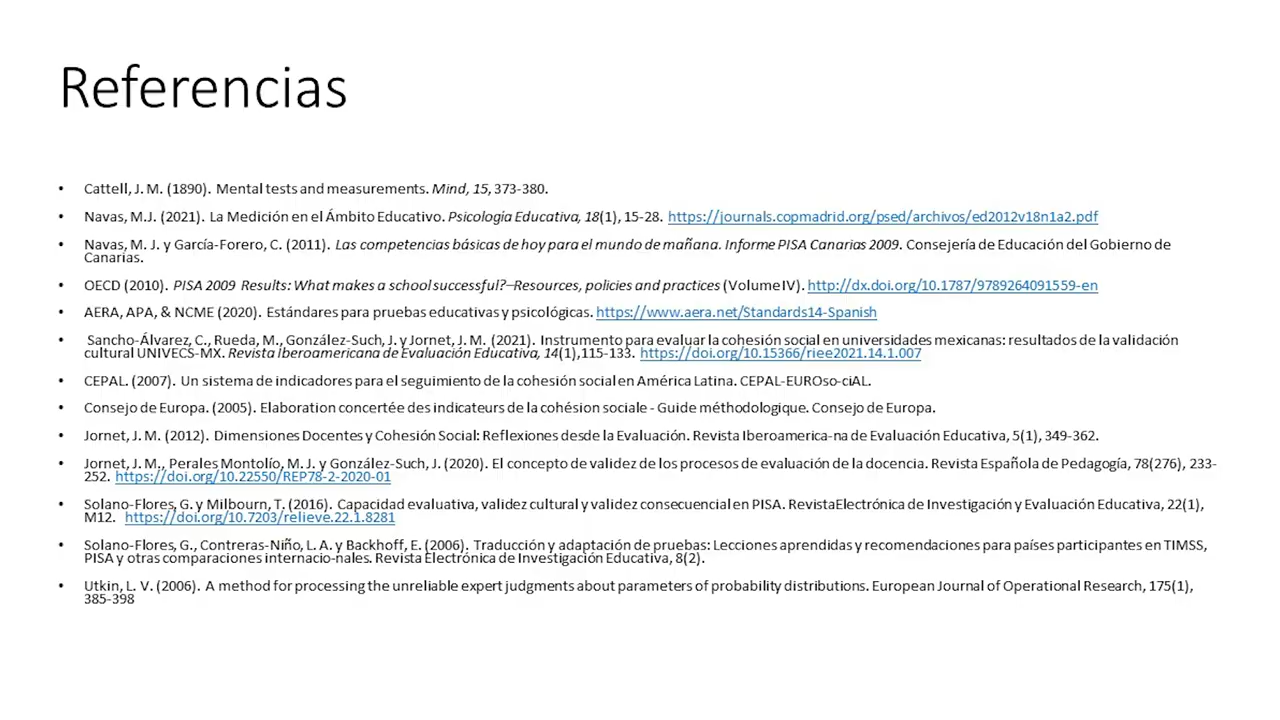 Referencias
• Cattell, J. M. (1890). Mental tests and measurements. Mind, 15, 373-380.
• Navas, M.J. (2021). La Medición en el Ámbito Educativo. Psicología Educativa, 18(1), 15-28. https://journals.copmadrid.org/psed/archivos/ed2012v18n1a2.pdf
• Navas, M. J. y García-Forero, C. (2011). Las competencias básicas de hoy para el mundo de mañana. Informe PISA Canarias 2009. Consejería de Educación del Gobierno de
Canarias.
• OECD (2010). PISA 2009 Results: What makes a school successful?–Resources, policies and practices (Volume IV). http://dx.doi.org/10.1787/9789264091559-en
• AERA, APA, & NCME (2020). Estándares para pruebas educativas y psicológicas. https://www.aera.net/Standards14-Spanish
• Sancho-Álvarez, C., Rueda, M., González-Such, J. y Jornet, J. M. (2021). Instrumento para evaluar la cohesión social en universidades mexicanas: resultados de la validación
cultural UNIVECS-MX. Revista Iberoamericana de Evaluación Educativa, 14(1),115-133. https://doi.org/10.15366/riee2021.14.1.007
• CEPAL. (2007). Un sistema de indicadores para el seguimiento de la cohesión social en América Latina. CEPAL-EUROso-ciAL.
• Consejo de Europa. (2005). Elaboration concertée des indicateurs de la cohésion sociale - Guide méthodologique. Consejo de Europa.
• Jornet, J. M. (2012). Dimensiones Docentes y Cohesión Social: Reflexiones desde la Evaluación. Revista Iberoamerica-na de Evaluación Educativa, 5(1), 349-362.
• Jornet, J. M., Perales Montolío, M. J. y González-Such, J. (2020). El concepto de validez de los procesos de evaluación de la docencia. Revista Española de Pedagogía, 78(276), 233-
252. https://doi.org/10.22550/REP78-2-2020-01
• Solano-Flores, G. y Milbourn, T. (2016). Capacidad evaluativa, validez cultural y validez consecuencial en PISA. RevistaElectrónica de Investigación y Evaluación Educativa, 22(1),
M12. https://doi.org/10.7203/relieve.22.1.8281
• Solano-Flores, G., Contreras-Niño, L. A. y Backhoff, E. (2006). Traducción y adaptación de pruebas: Lecciones aprendidas y recomendaciones para países participantes en TIMSS,
PISA y otras comparaciones internacio-nales. Revista Electrónica de Investigación Educativa, 8(2).
• Utkin, L. V. (2006). A method for processing the unreliable expert judgments about parameters of probability distributions. European Journal of Operational Research, 175(1),
385-398